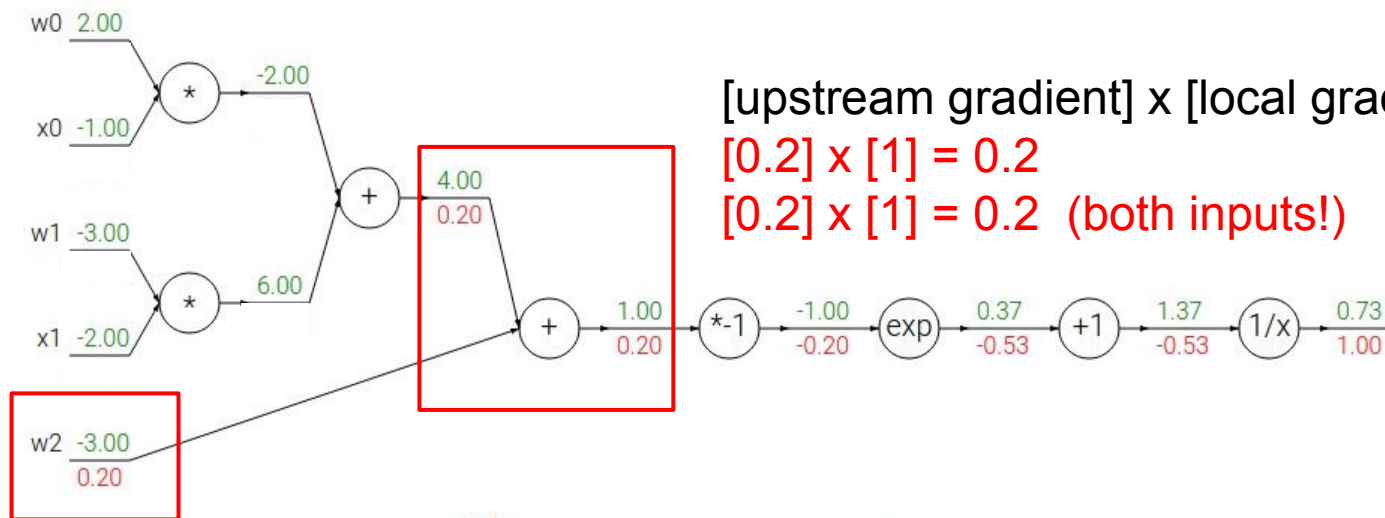 w0 2.00
*
-2.00
x0 -1.00
[upstream gradient] x [local
[0.2] x [1] = 0.2
[0.2] x [1] = 0.2 (both inputs!)
+
4.00
0.20
w1 -3.00
*
6.00
x1 -2.00
+
1.00
0.20
*-1
-1.00
-0.20
exp
0.37
-0.53
+1
1.37
-0.53
1/x
0.73
1.00
w2 -3.00
0.20